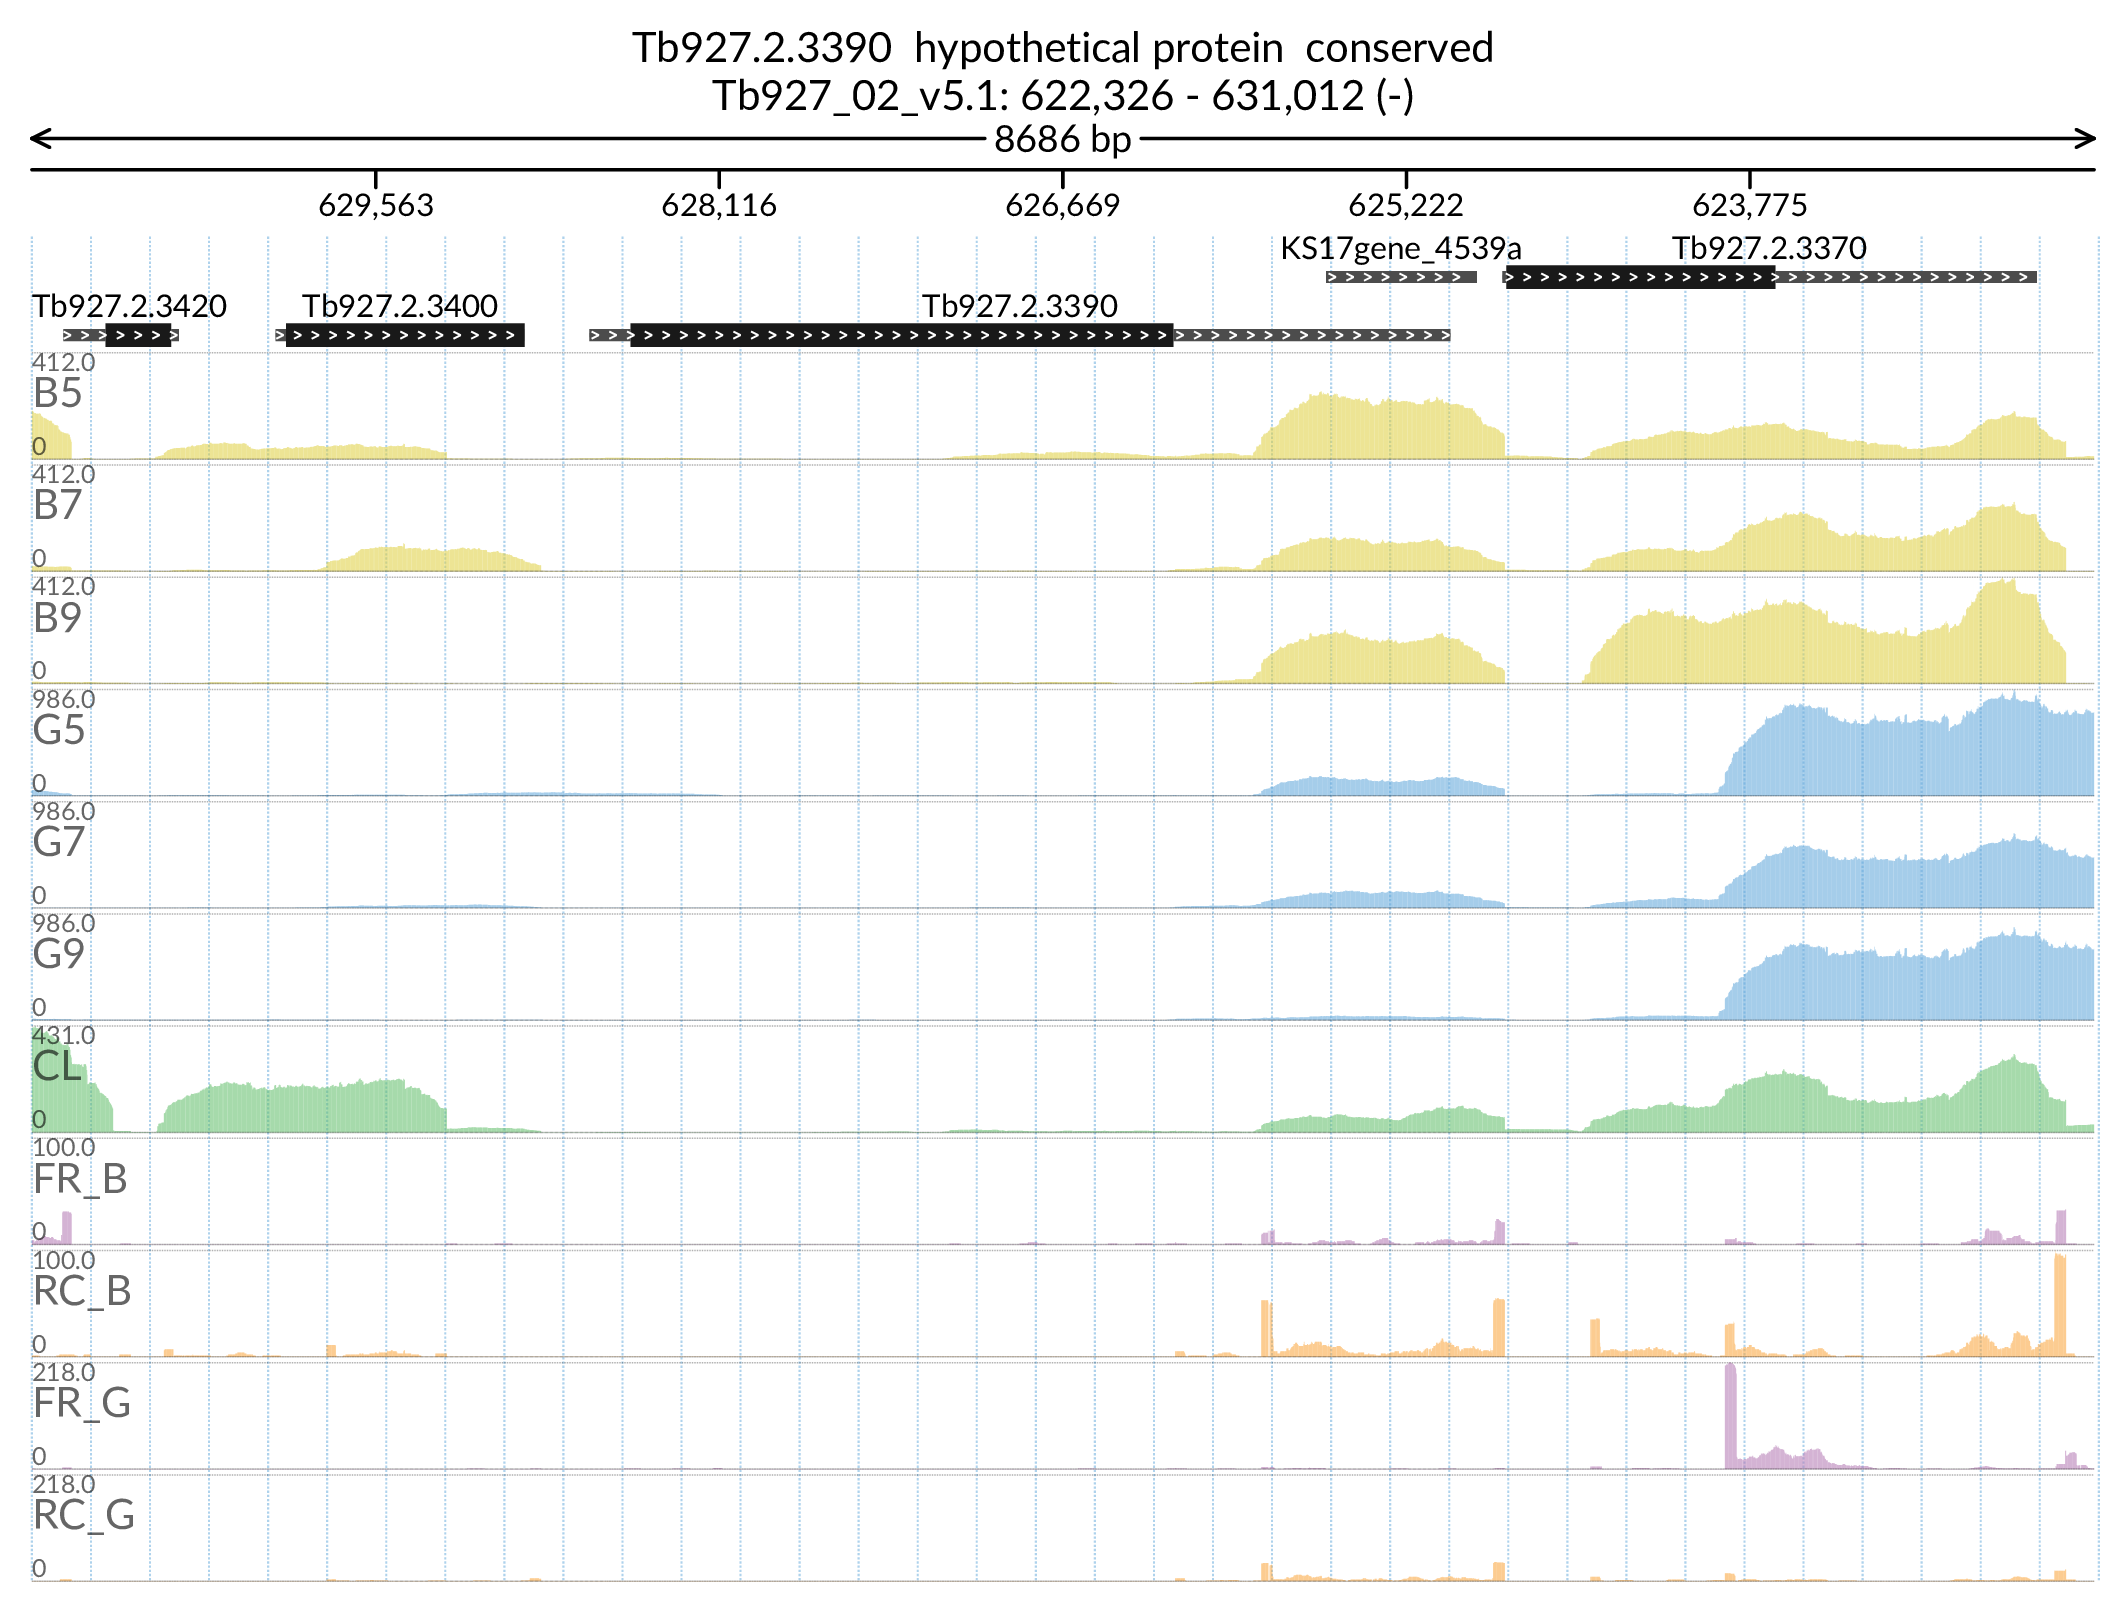 Tb927.2.3390  hypothetical protein  conserved
Tb927_02_v5.1: 622,326 - 631,012 (-)
8686 bp
629,563 628,116 626,669 625,222 623,775
KS17gene_4539a Tb927.2.3370
Tb927.2.3420 Tb927.2.3400 Tb927.2.3390
412.0
B5
0
412.0
B7
0
412.0
B9
0
986.0
G5
0
986.0
G7
0
986.0
G9
0
431.0
CL
0
100.0
FR_B
0
100.0
RC_B
0
218.0
FR_G
0
218.0
RC_G
0